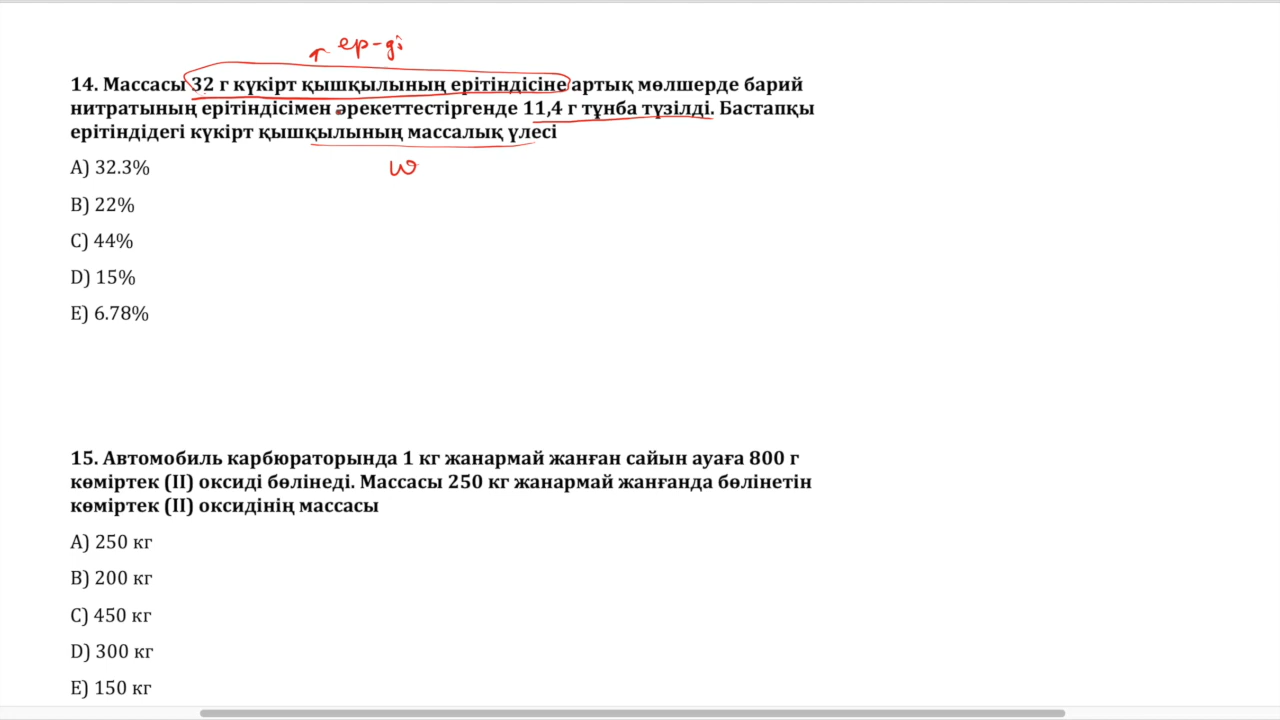 ер-ді
14. Массасы 32 г күкірт қышқылының ерітіндісіне артық мөлшерде барий
нитратының ерітіндісімен әрекеттестіргенде 11,4 г тұнба түзілді. Бастапқы
ерітіндідегі күкірт қышқылының массалық үлесі
w
A) 32.3%
B) 22%
C) 44%
D) 15%
E) 6.78%
15. Автомобиль карбюраторында 1 кг жанармай жанған сайын ауаға 800 г
көміртек (II) оксиді бөлінеді. Массасы 250 кг жанармай жанғанда бөлінетін
көміртек (II) оксидінің массасы
A) 250 кг
B) 200 кг
C) 450 кг
D) 300 кг
E) 150 кг